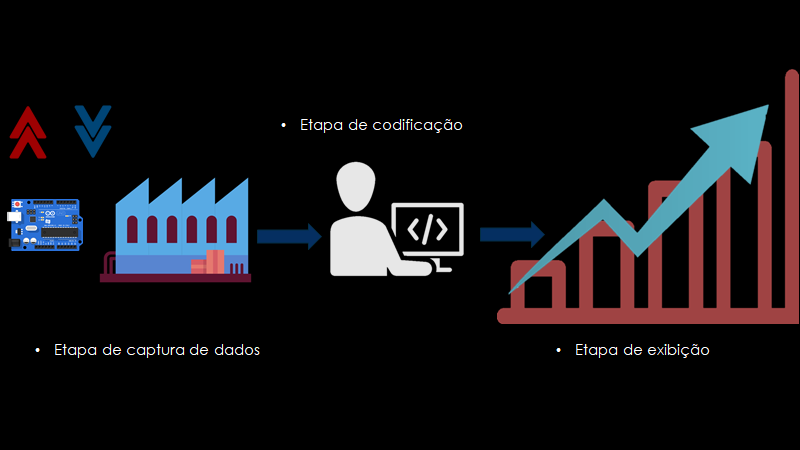 • Etapa de codificação
</>
• Etapa de captura de dados
• Etapa de exibição